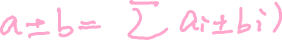 a±b= ∑ ai±bi)